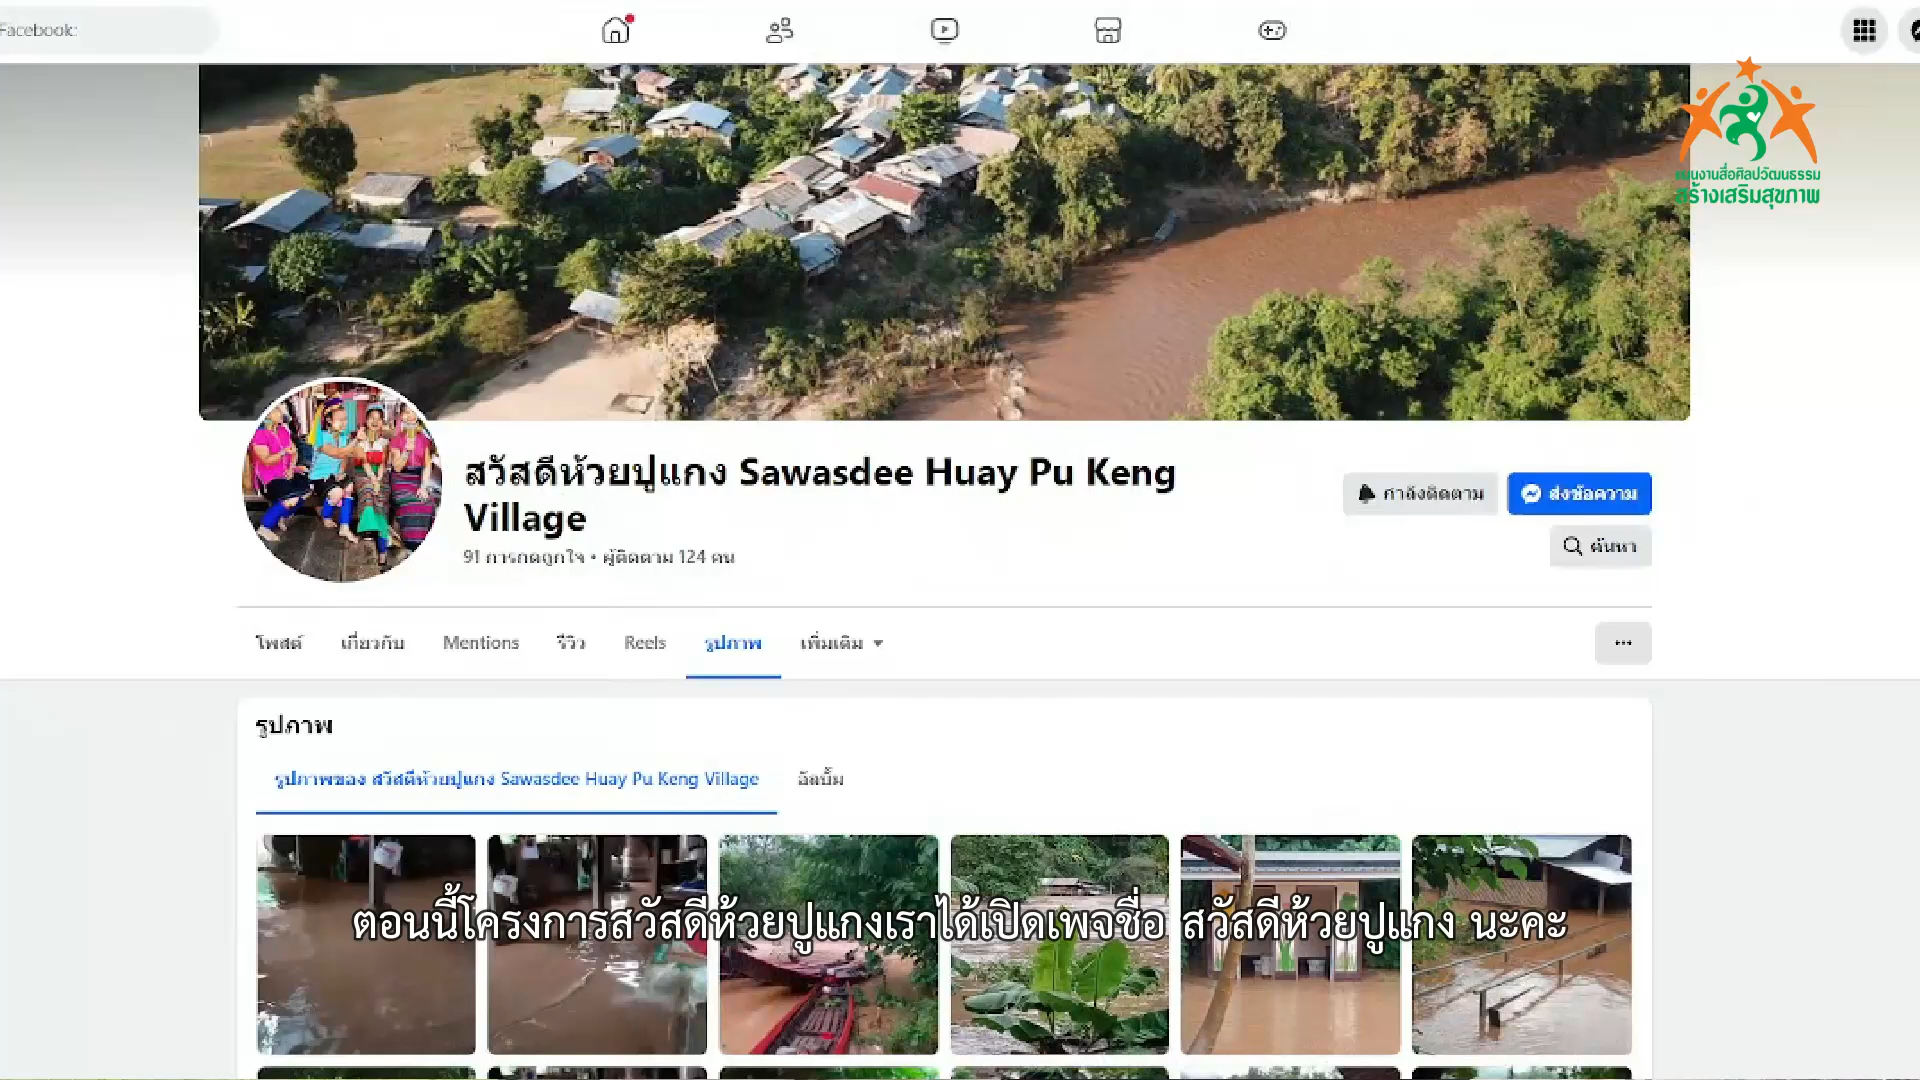 Facebook:
แผนงานสื่อศิลปวัฒนธรรม
สร้างเสริมสุขภาพ
สวัสดีห้วยปูแกง Sawasdee Huay Pu Keng
Village
91 การกดถูกใจ • ผู้ติดตาม 124 คน
กำลังติดตาม
ส่งข้อความ
ค้นหา
โพสต์ เกี่ยวกับ Mentions รีวิว Reels รูปภาพ เพิ่มเติม
รูปภาพ
รูปภาพของ สวัสดีห้วยปูแกง Sawasdee Huay Pu Keng Village อัลบั้ม
ตอนนี้โครงการสวัสดีห้วยปูแกงเราได้เปิดเพจชื่อ สวัสดีห้วยปูแกง นะคะ